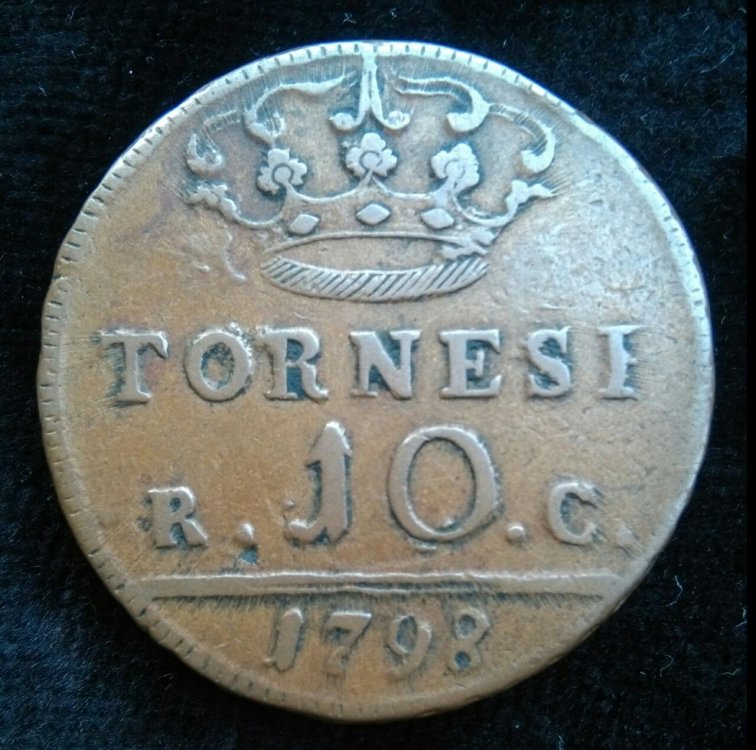 TORNESI
R. 10. C.
1798